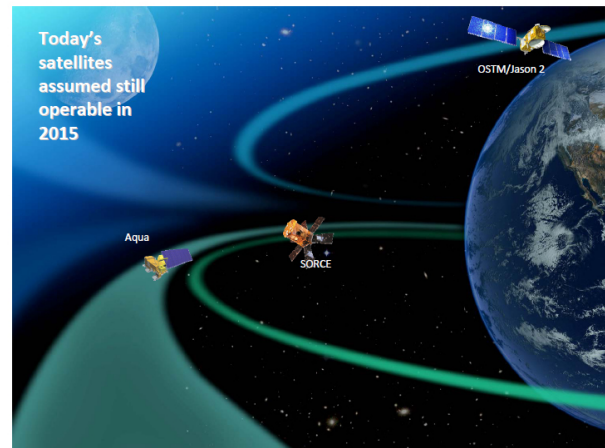 Today's
satellites
assumed still
operable in
2015
OSTM/Jason 2
Aqua
SORCE